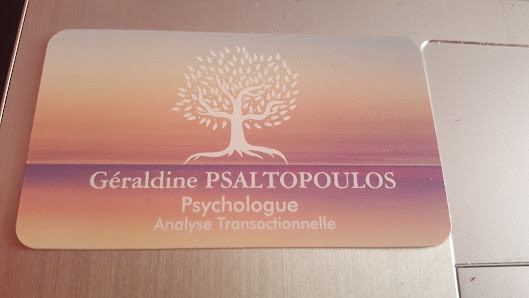 Géraldine PSALTOPOULOS
Psychologue
Analyse Transactionnelle